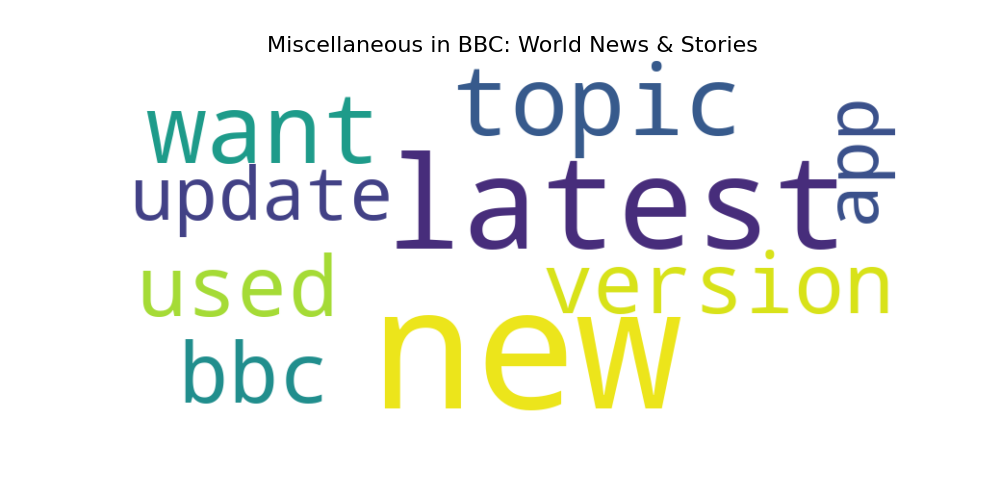 Miscellaneous in BBC: World News & Stories
want
topic
app
update
latest
used
version
bbc
new